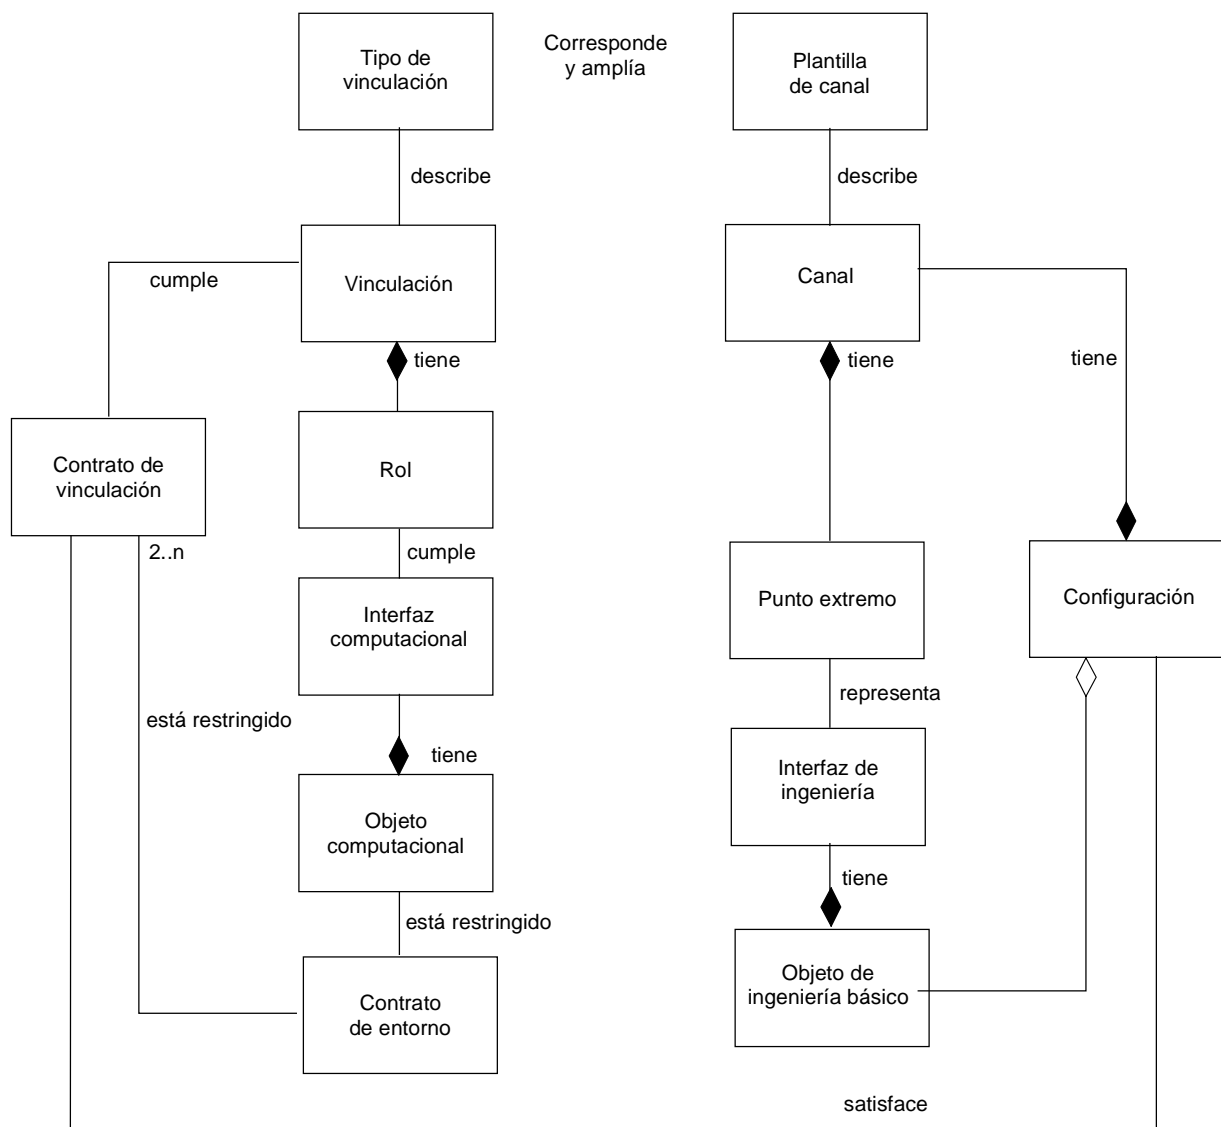 Tipo de
vinculación
Corresponde
y amplía
Plantilla
de canal
describe
describe
cumple
Vinculación
Canal
tiene
tiene
tiene
Contrato de
vinculación
Rol
2..n
cumple
Interfaz
computacional
Punto extremo
Configuración
está restringido
representa
tiene
Interfaz de
ingeniería
Objeto
computacional
tiene
está restringido
Objeto de
ingeniería básico
Contrato
de entorno
satisface